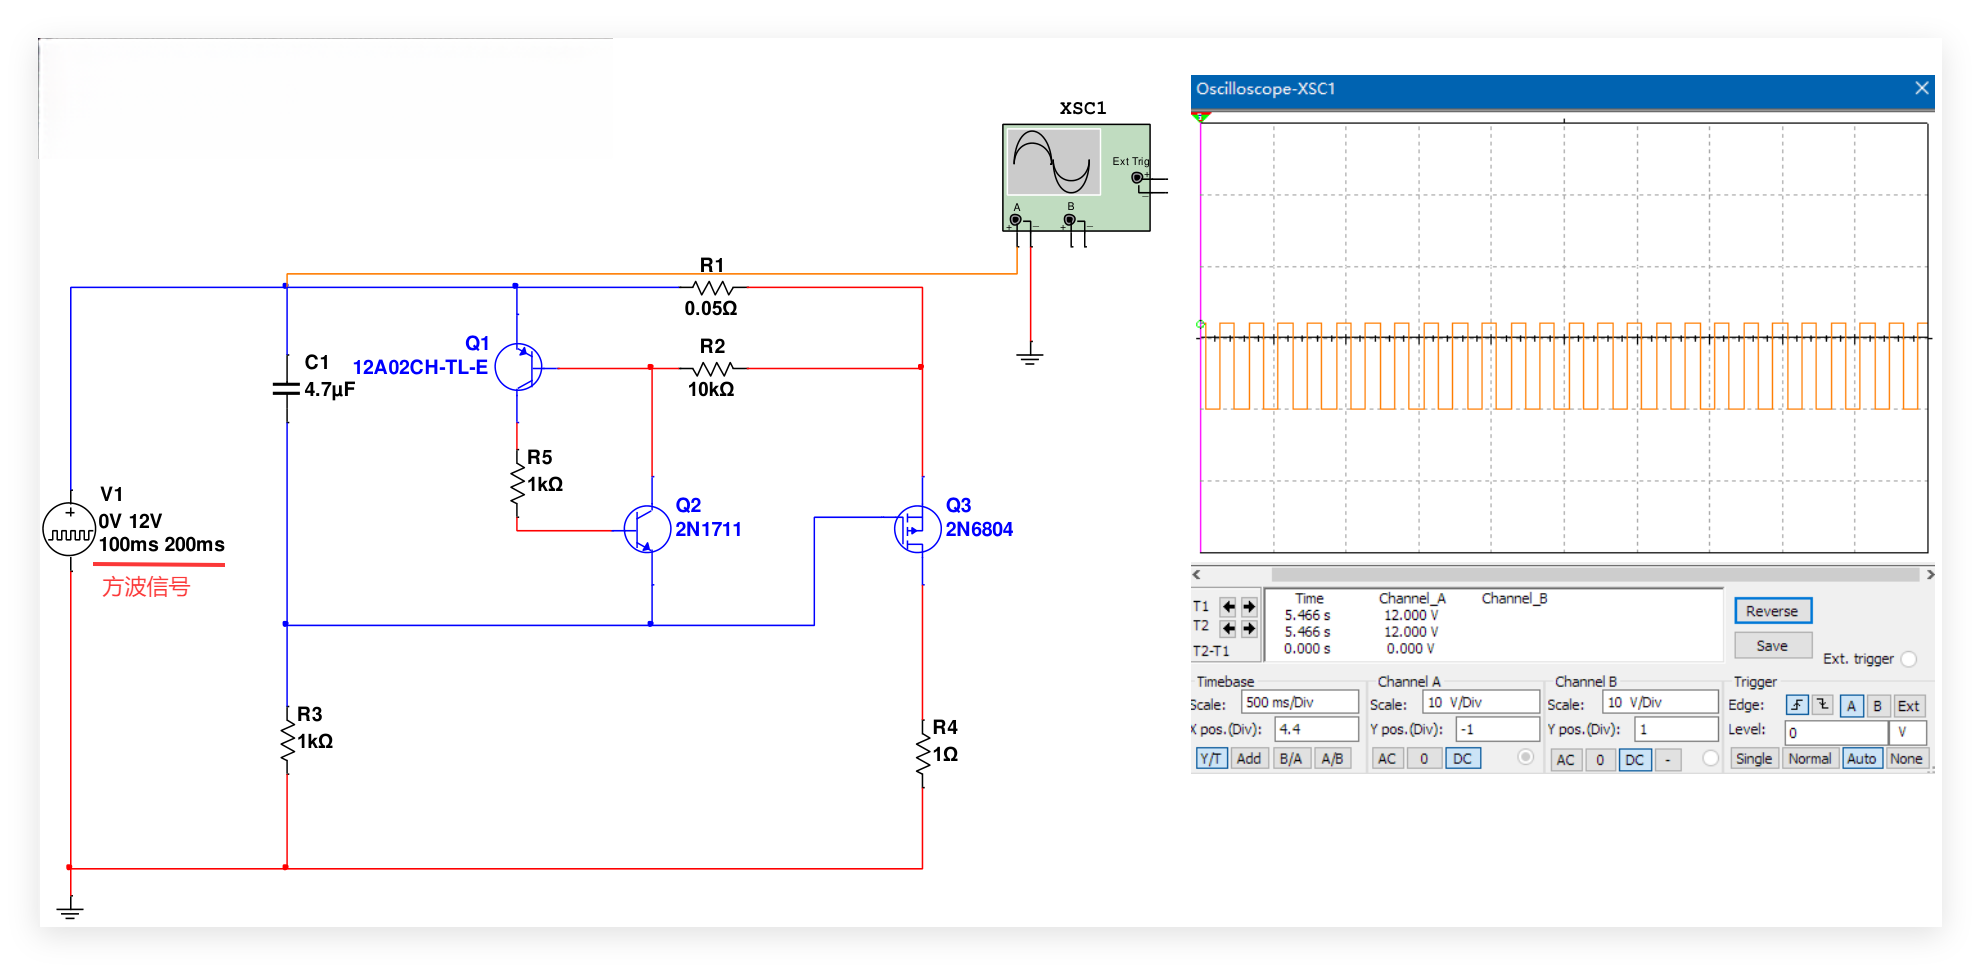 XSC1
Ext Trig
A
B
R1
0.05Ω
Q1
12A02CH-TL-E
R2
10kΩ
C1
4.7µF
R5
1kΩ
Q2
2N1711
Q3
2N6804
V1
0V 12V
100ms 200ms
方波信号
R3
1kΩ
R4
1Ω
Oscilloscope-XSC1
Time Channel_A Channel_B
T1 5.466 s 12.000 V
T2 5.466 s 12.000 V
T2-T1 0.000 s 0.000 V
Reverse
Save
Ext. trigger
Timebase
Scale: 500 ms/Div
X pos.(Div): 4.4
Y/T Add B/A A/B
Channel A
Scale: 10 V/Div
Y pos.(Div): -1
AC 0 DC
Channel B
Scale: 10 V/Div
Y pos.(Div): 1
AC 0 DC -
Trigger
Edge: A B Ext
Level: 0 V
Single Normal Auto None